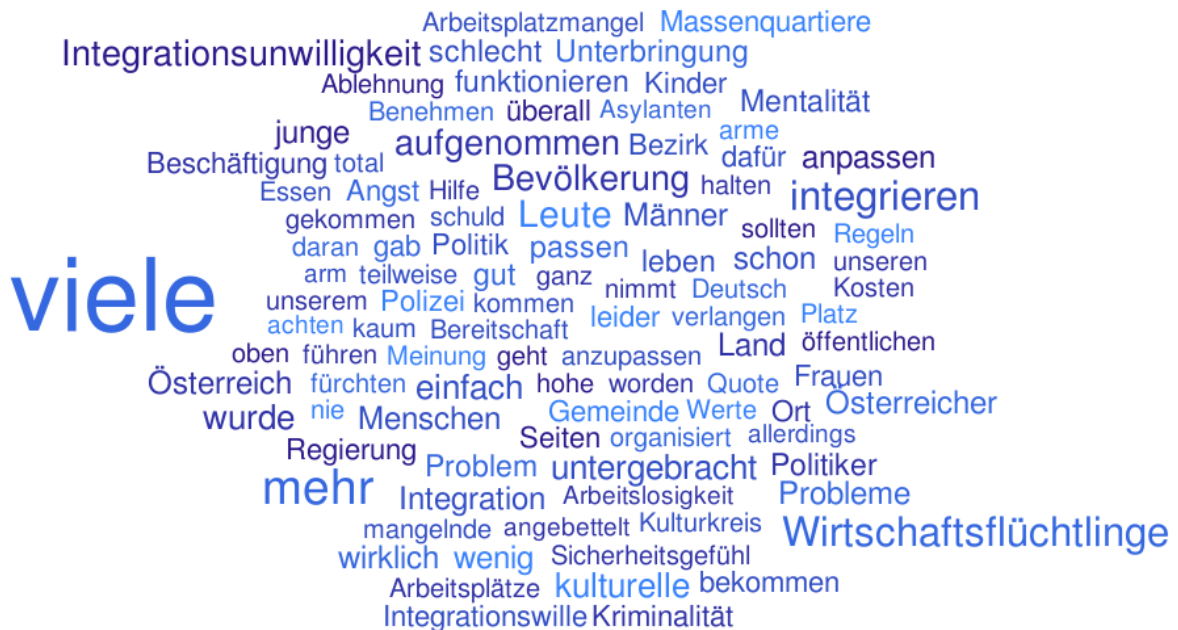 Arbeitsplatzmangel Massenquartiere
Integrationsunwilligkeit schlecht Unterbringung
Ablehnung funktionieren Kinder
Benehmen überall Asylanten Mentalität
junge aufgenommen Bezirk arme
Beschäftigung total dafür anpassen
Essen Angst Hilfe Bevölkerung halten integrieren
gekommen schuld Leute Männer sollten Regeln
daran gab Politik passen leben schon unseren
viele arm teilweise gut ganz nimmt Deutsch Kosten
unserem Polizei kommen leider verlangen Platz
achten kaum Bereitschaft Land öffentlichen
oben führen Meinung geht anzupassen
Österreich fürchten einfach hohe worden Quote Frauen
wurde nie Menschen Gemeinde Werte Ort Österreicher
Seiten organisiert allerdings
Regierung Problem untergebracht Politiker
mehr Integration Arbeitslosigkeit Probleme
mangelnde angebettelt Kulturkreis Wirtschaftsflüchtlinge
wirklich wenig Sicherheitsgefühl
Arbeitsplätze kulturelle bekommen
Integrationswille Kriminalität